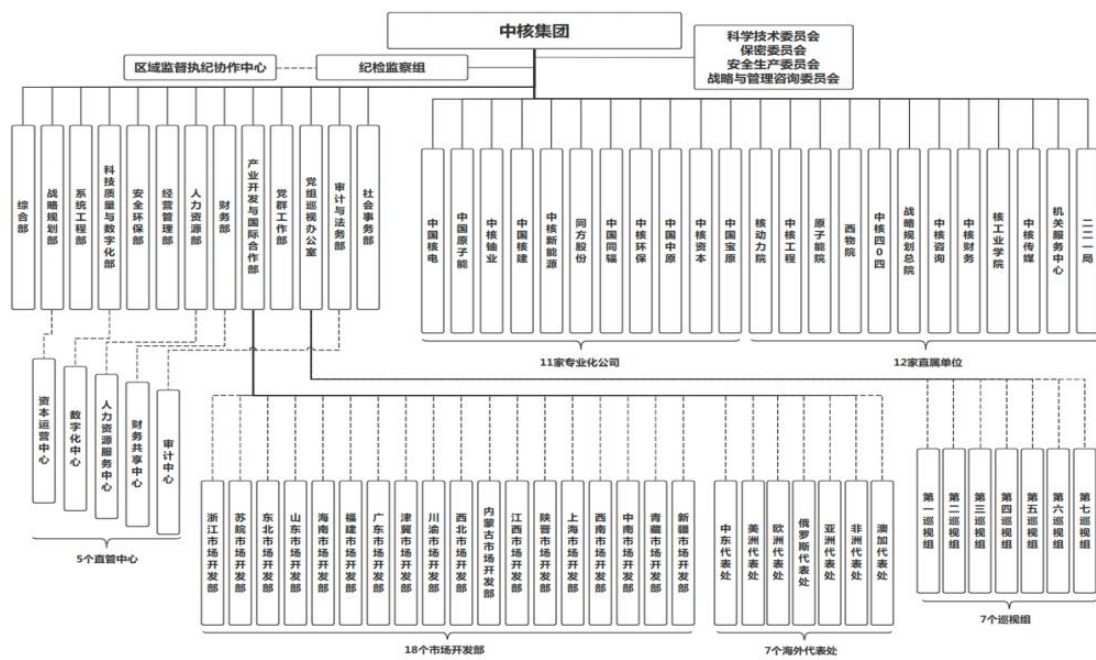 中核集团
科学技术委员会
保密委员会
安全生产委员会
战略与管理咨询委员会
区域监督执纪协作中心
纪检监察组
综合部
战略规划部
系统工程部
科技质量与数字化部
安全环保部
经营管理部
人力资源部
财务部
产业开发与国际合作部
党群工作部
党组巡视办公室
审计与法务部
社会事务部
中国核电
中国原子能
中核铀业
中国核建
中核新能源
同方股份
中国同辐
中核环保
中国中原
中核资本
中国宝原
核动力院
中核工程
原子能院
西物院
中核四0四
战略规划总院
中核咨询
中核财务
核工业学院
中核传媒
机关服务中心
二二一局
11家专业化公司
12家直属单位
资本运营中心
数字化中心
人力资源服务中心
财务共享中心
审计中心
5个直管中心
浙江市场开发部
苏皖市场开发部
东北市场开发部
山东市场开发部
海南市场开发部
福建市场开发部
广东市场开发部
津冀市场开发部
川渝市场开发部
西北市场开发部
内蒙古市场开发部
江西市场开发部
陕晋市场开发部
上海市场开发部
西南市场开发部
中南市场开发部
青藏市场开发部
新疆市场开发部
18个市场开发部
中东代表处
美洲代表处
欧洲代表处
俄罗斯代表处
亚洲代表处
非洲代表处
澳加代表处
7个海外代表处
第一巡视组
第二巡视组
第三巡视组
第四巡视组
第五巡视组
第六巡视组
第七巡视组
7个巡视组